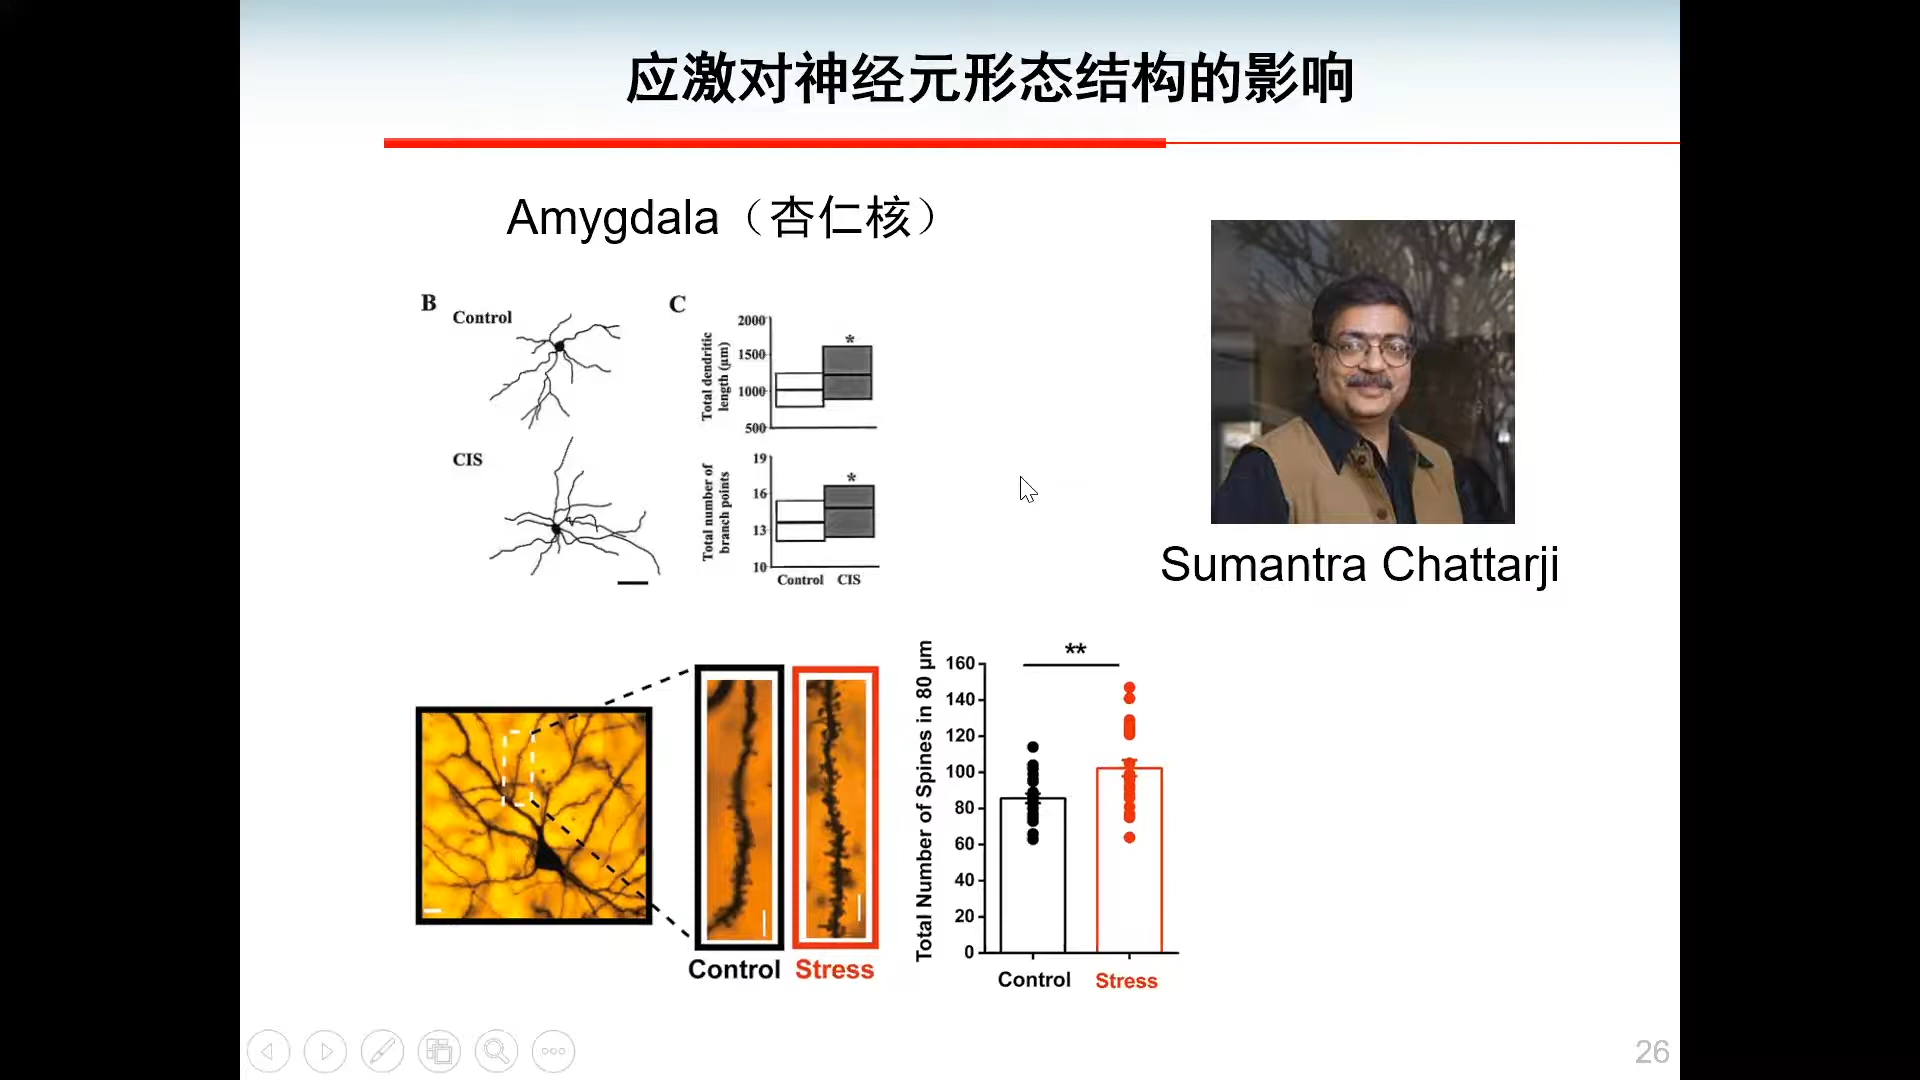 应激对神经元形态结构的影响
Amygdala（杏仁核）
B
Control
CIS
C
Total dendritic
length (μm)
2000
1500
1000
500
*
Total number of
branch points
19
16
13
10
*
Control CIS
Sumantra Chattarji
Control Stress
Total Number of Spines in 80 μm
160
140
120
100
80
60
40
20
0
**
Control Stress
26